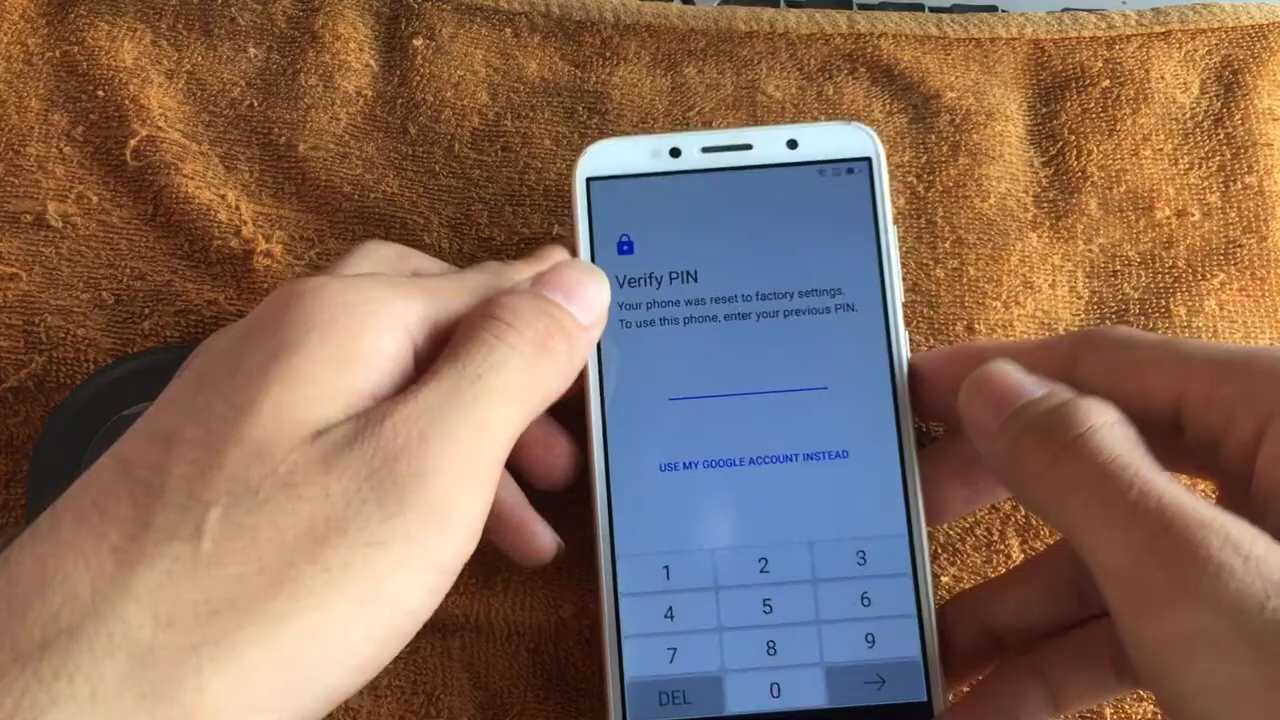 Verify PIN
Your phone was reset to factory settings.
To use this phone, enter your previous PIN.
USE MY GOOGLE ACCOUNT INSTEAD
1 2 3
4 5 6
7 8 9
DEL 0